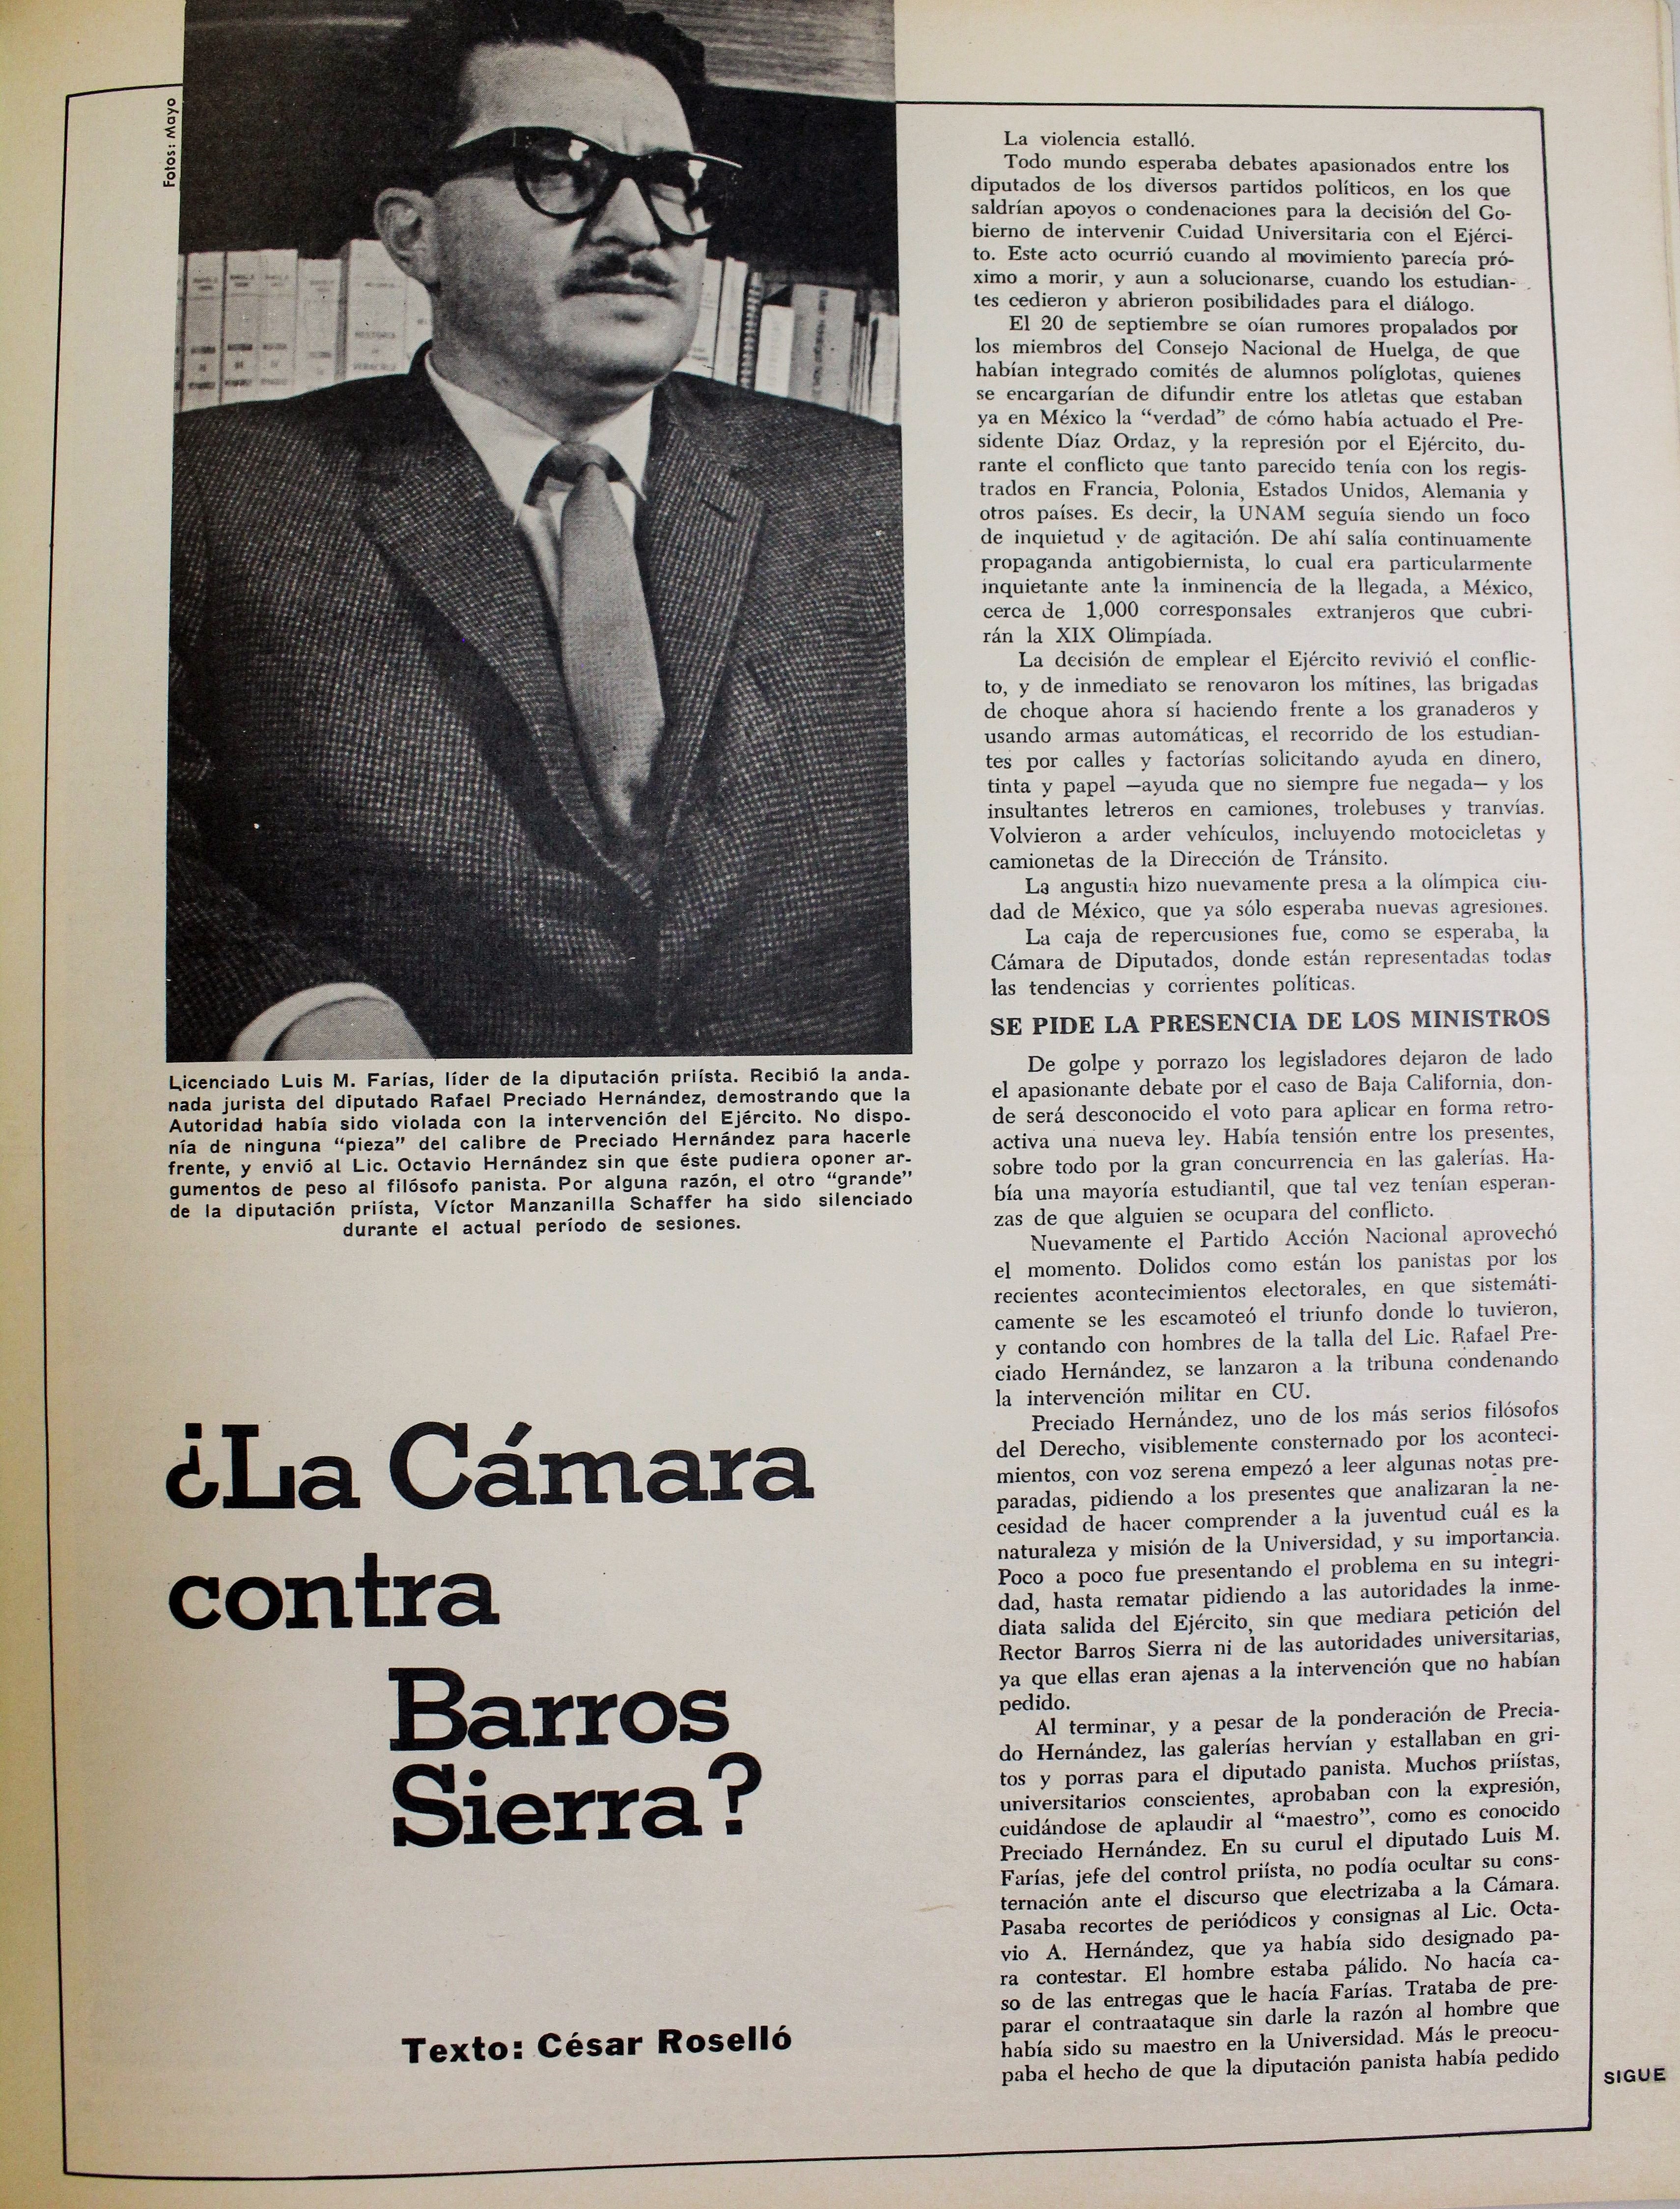 Fotos: Mayo
Licenciado Luis M. Farías, líder de la diputación priísta. Recibió la anda-
nada jurista del diputado Rafael Preciado Hernández, demostrando que la
Autoridad había sido violada con la intervención del Ejército. No dispo-
nía de ninguna “pieza” del calibre de Preciado Hernández para hacerle
frente, y envió al Lic. Octavio Hernández sin que éste pudiera oponer ar-
gumentos de peso al filósofo panista. Por alguna razón, el otro “grande”
de la diputación priísta, Víctor Manzanilla Schaffer ha sido silenciado
durante el actual período de sesiones.
¿La Cámara
contra
Barros
Sierra?
Texto: César Roselló
La violencia estalló.
Todo mundo esperaba debates apasionados entre los
diputados de los diversos partidos políticos, en los que
saldrían apoyos o condenaciones para la decisión del Go-
bierno de intervenir Cuidad Universitaria con el Ejérci-
to. Este acto ocurrió cuando al movimiento parecía pró-
ximo a morir, y aun a solucionarse, cuando los estudian-
tes cedieron y abrieron posibilidades para el diálogo.
El 20 de septiembre se oían rumores propalados por
los miembros del Consejo Nacional de Huelga, de que
habían integrado comités de alumnos políglotas, quienes
se encargarían de difundir entre los atletas que estaban
ya en México la “verdad” de cómo había actuado el Pre-
sidente Díaz Ordaz, y la represión por el Ejército, du-
rante el conflicto que tanto parecido tenía con los regis-
trados en Francia, Polonia, Estados Unidos, Alemania y
otros países. Es decir, la UNAM seguía siendo un foco
de inquietud y de agitación. De ahí salía continuamente
propaganda antigobiernista, lo cual era particularmente
inquietante ante la inminencia de la llegada, a México,
cerca de 1,000 corresponsales extranjeros que cubri-
rán la XIX Olimpíada.
La decisión de emplear el Ejército revivió el conflic-
to, y de inmediato se renovaron los mítines, las brigadas
de choque ahora sí haciendo frente a los granaderos y
usando armas automáticas, el recorrido de los estudian-
tes por calles y factorías solicitando ayuda en dinero,
tinta y papel —ayuda que no siempre fue negada— y los
insultantes letreros en camiones, trolebuses y tranvías.
Volvieron a arder vehículos, incluyendo motocicletas y
camionetas de la Dirección de Tránsito.
La angustia hizo nuevamente presa a la olímpica ciu-
dad de México, que ya sólo esperaba nuevas agresiones.
La caja de repercusiones fue, como se esperaba, la
Cámara de Diputados, donde están representadas todas
las tendencias y corrientes políticas.
SE PIDE LA PRESENCIA DE LOS MINISTROS
De golpe y porrazo los legisladores dejaron de lado
el apasionante debate por el caso de Baja California, don-
de será desconocido el voto para aplicar en forma retro-
activa una nueva ley. Había tensión entre los presentes,
sobre todo por la gran concurrencia en las galerías. Ha-
bía una mayoría estudiantil, que tal vez tenían esperan-
zas de que alguien se ocupara del conflicto.
Nuevamente el Partido Acción Nacional aprovechó
el momento. Dolidos como están los panistas por los
recientes acontecimientos electorales, en que sistemáti-
camente se les escamoteó el triunfo donde lo tuvieron,
y contando con hombres de la talla del Lic. Rafael Pre-
ciado Hernández, se lanzaron a la tribuna condenando
la intervención militar en CU.
Preciado Hernández, uno de los más serios filósofos
del Derecho, visiblemente consternado por los aconteci-
mientos, con voz serena empezó a leer algunas notas pre-
paradas, pidiendo a los presentes que analizaran la ne-
cesidad de hacer comprender a la juventud cuál es la
naturaleza y misión de la Universidad, y su importancia.
Poco a poco fue presentando el problema en su integri-
dad, hasta rematar pidiendo a las autoridades la inme-
diata salida del Ejército, sin que mediara petición del
Rector Barros Sierra ni de las autoridades universitarias,
ya que ellas eran ajenas a la intervención que no habían
pedido.
Al terminar, y a pesar de la ponderación de Precia-
do Hernández, las galerías hervían y estallaban en gri-
tos y porras para el diputado panista. Muchos priístas,
universitarios conscientes, aprobaban con la expresión,
cuidándose de aplaudir al “maestro”, como es conocido
Preciado Hernández. En su curul el diputado Luis M.
Farías, jefe del control priísta, no podía ocultar su cons-
ternación ante el discurso que electrizaba a la Cámara.
Pasaba recortes de periódicos y consignas al Lic. Octa-
vio A. Hernández, que ya había sido designado pa-
ra contestar. El hombre estaba pálido. No hacía ca-
so de las entregas que le hacía Farías. Trataba de pre-
parar el contraataque sin darle la razón al hombre que
había sido su maestro en la Universidad. Más le preocu-
paba el hecho de que la diputación panista había pedido
SIGUE